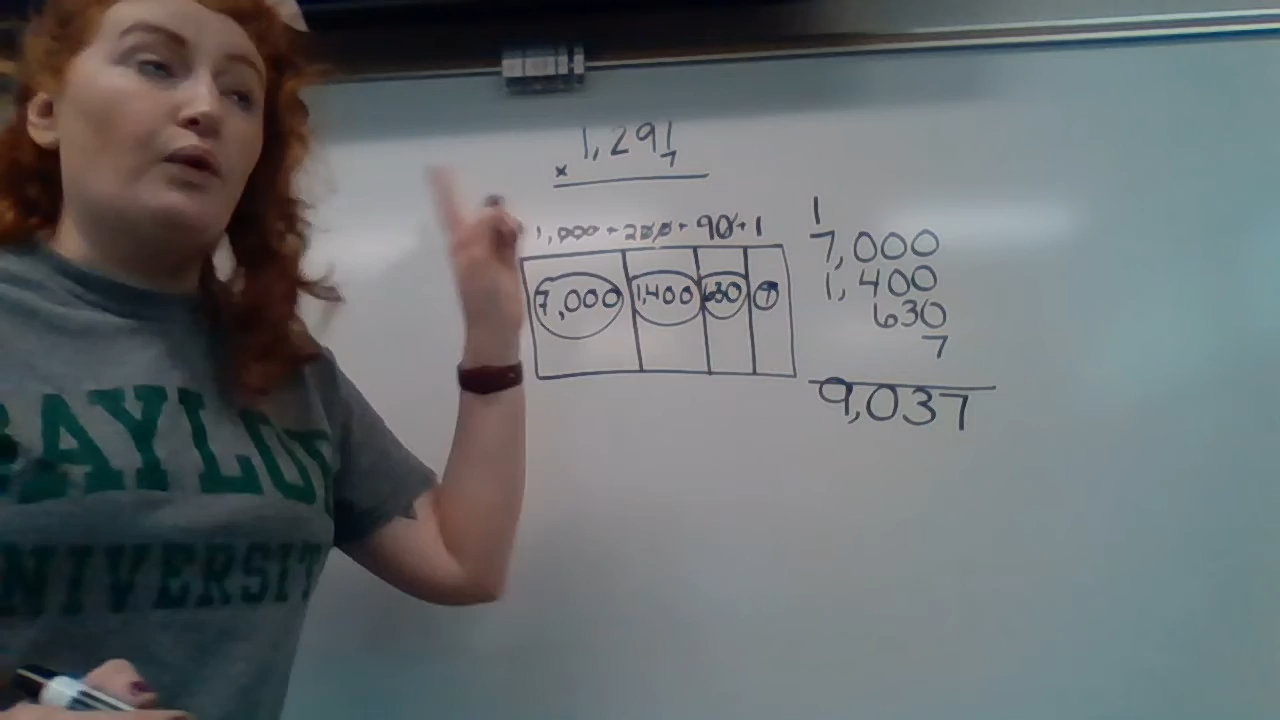 1,291
× 7
1,000 + 200 + 90 + 1
7,000 1,400 630 7
1
7,000
1,400
630
7
9,037
BAYLOR
UNIVERSITY